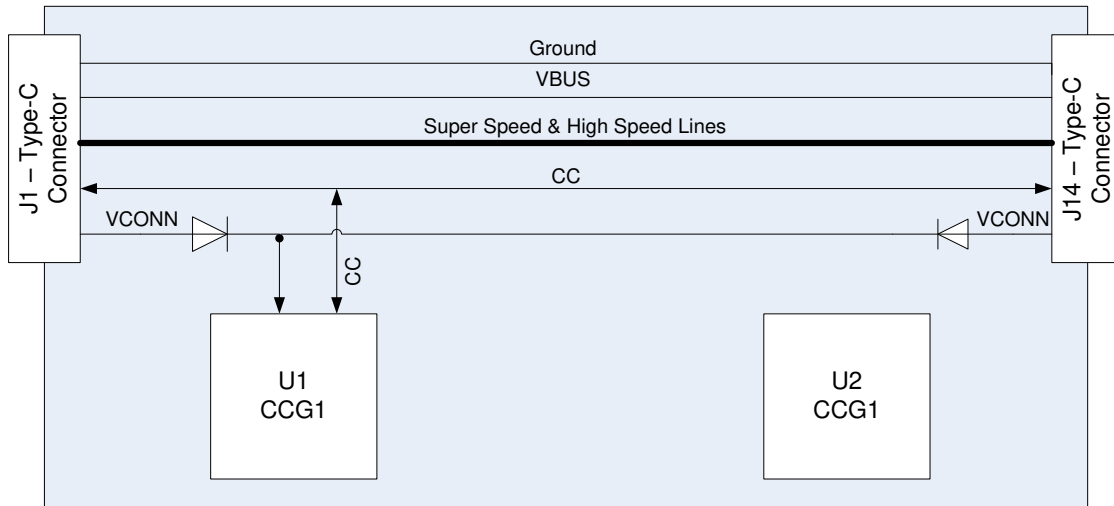 Ground
VBUS
Super Speed & High Speed Lines
CC
J1 – Type-C
Connector
J14 – Type-C
Connector
VCONN
VCONN
CC
U1
CCG1
U2
CCG1